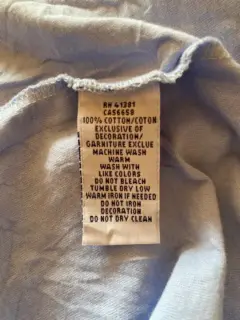 RN 41381
CA56650
100% COTTON/COTON
EXCLUSIVE OF
DECORATION/
GARNITURE EXCLUE
MACHINE WASH
WARM
WASH WITH
LIKE COLORS
DO NOT BLEACH
TUMBLE DRY LOW
WARM IRON IF NEEDED
DO NOT IRON
DECORATION
DO NOT DRY CLEAN